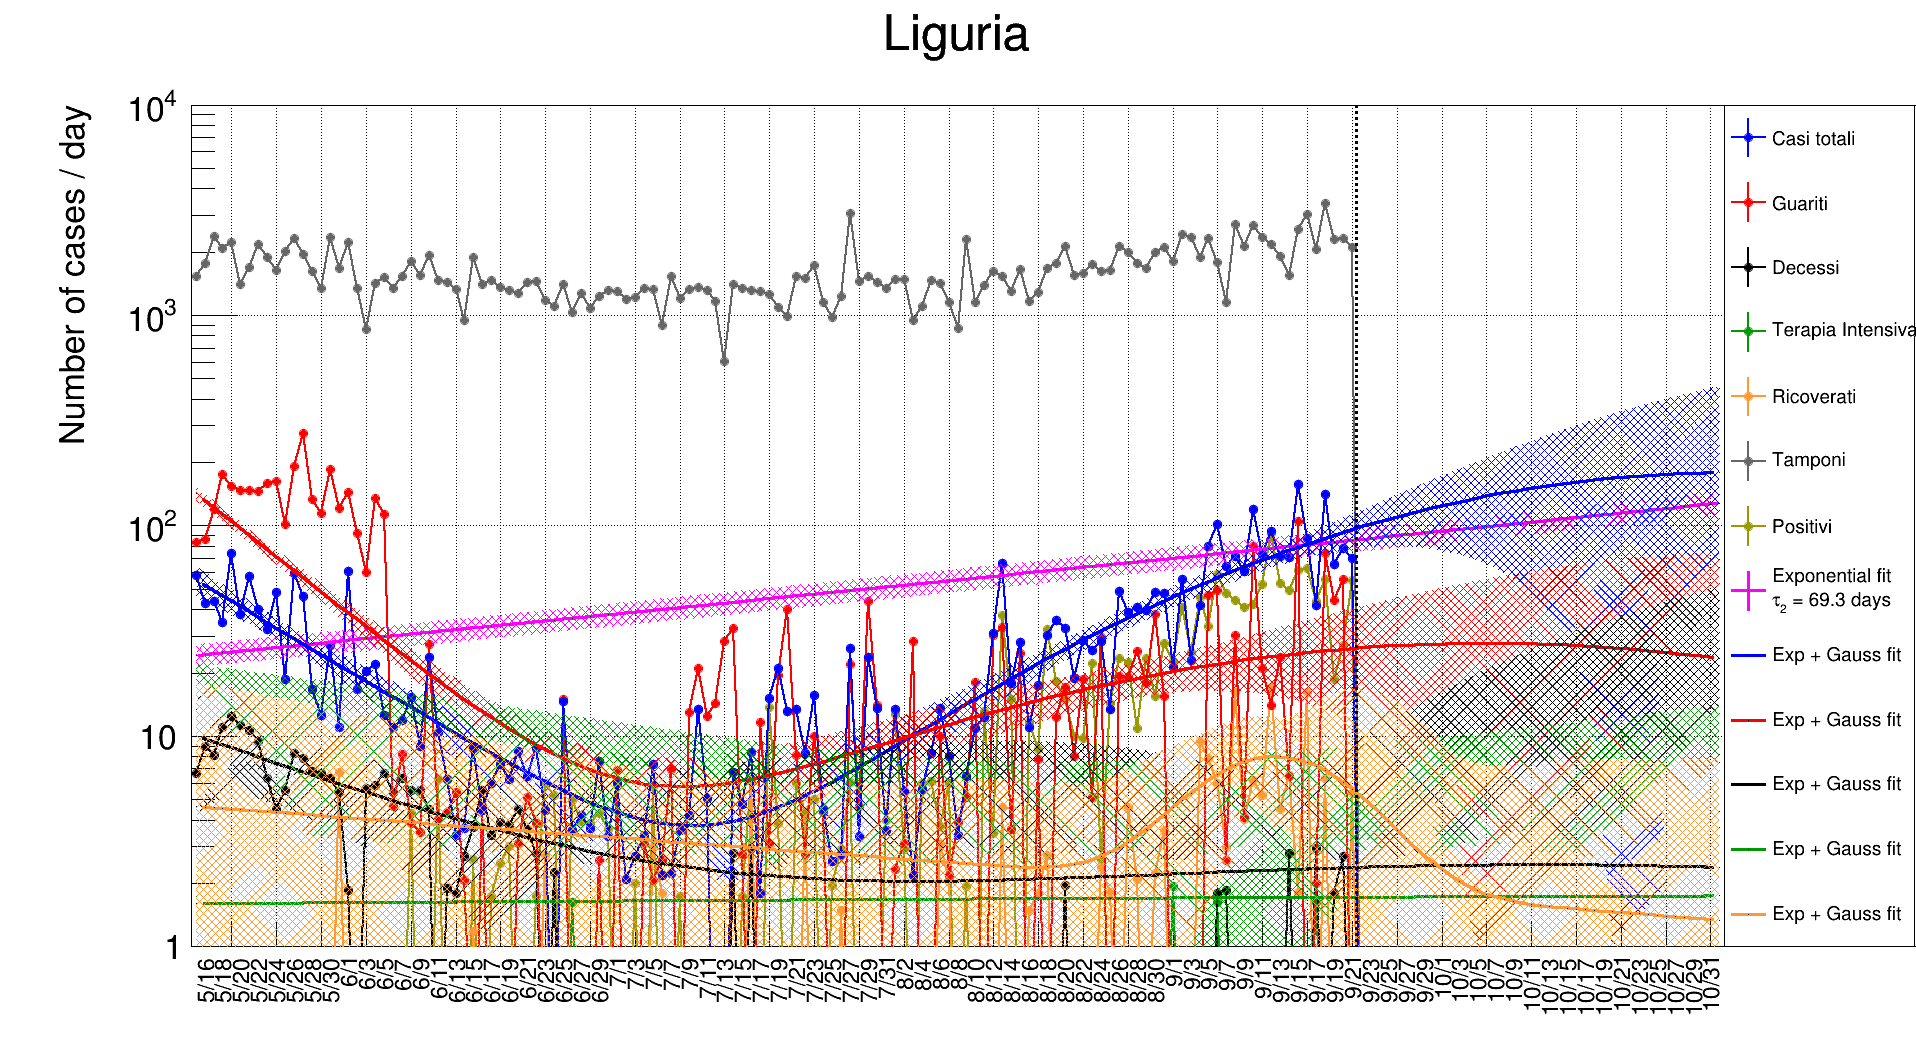 Liguria
Number of cases / day
10^4
10^3
10^2
10
1
5/16 5/18 5/20 5/22 5/24 5/26 5/28 5/30 6/1 6/3 6/5 6/7 6/9 6/11 6/13 6/15 6/17 6/19 6/21 6/23 6/25 6/27 6/29 7/1 7/3 7/5 7/7 7/9 7/11 7/13 7/15 7/17 7/19 7/21 7/23 7/25 7/27 7/29 7/31 8/2 8/4 8/6 8/8 8/10 8/12 8/14 8/16 8/18 8/20 8/22 8/24 8/26 8/28 8/30 9/1 9/3 9/5 9/7 9/9 9/11 9/13 9/15 9/17 9/19 9/21 9/23 9/25 9/27 9/29 10/1 10/3 10/5 10/7 10/9 10/11 10/13 10/15 10/17 10/19 10/21 10/23 10/25 10/27 10/29 10/31
Casi totali
Guariti
Decessi
Terapia Intensiva
Ricoverati
Tamponi
Positivi
Exponential fit
τ₂ = 69.3 days
Exp + Gauss fit
Exp + Gauss fit
Exp + Gauss fit
Exp + Gauss fit
Exp + Gauss fit